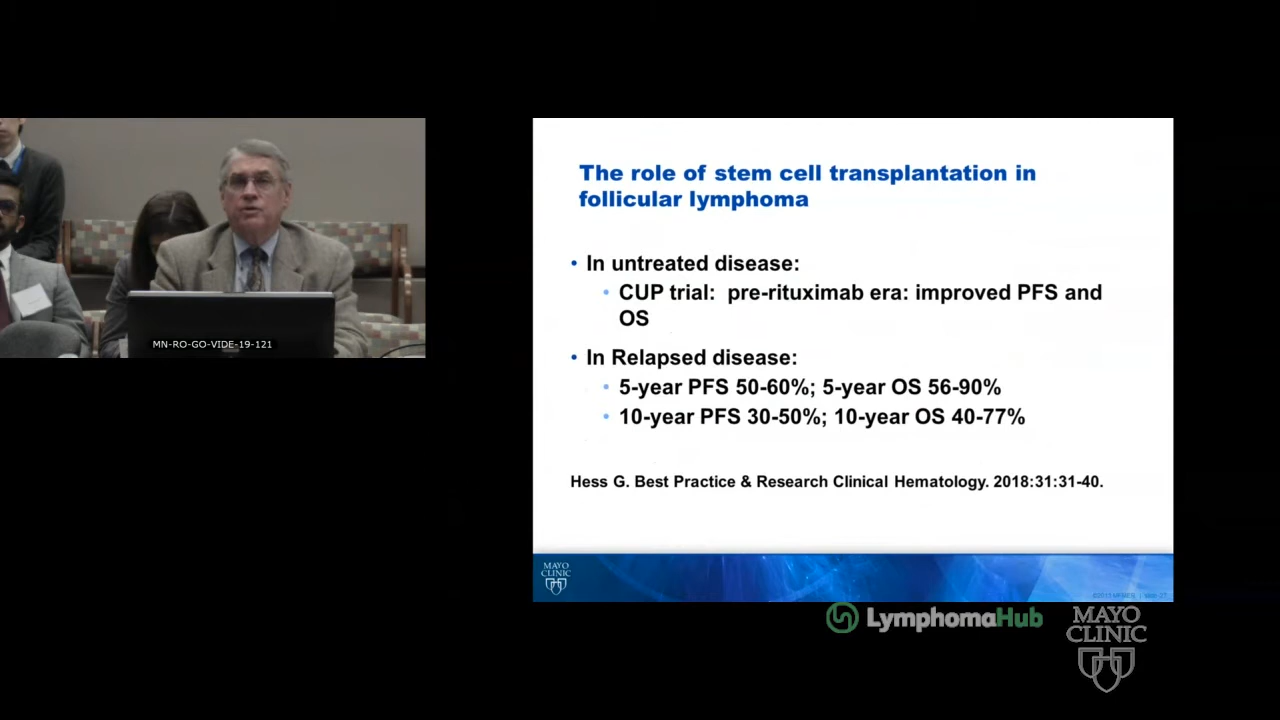 The role of stem cell transplantation in
follicular lymphoma
• In untreated disease:
• CUP trial: pre-rituximab era: improved PFS and
OS
• In Relapsed disease:
• 5-year PFS 50-60%; 5-year OS 56-90%
• 10-year PFS 30-50%; 10-year OS 40-77%
Hess G. Best Practice & Research Clinical Hematology. 2018:31:31-40.
MN-RO-GO-VIDE-19-121
MAYO
CLINIC
LymphomaHub
MAYO
CLINIC